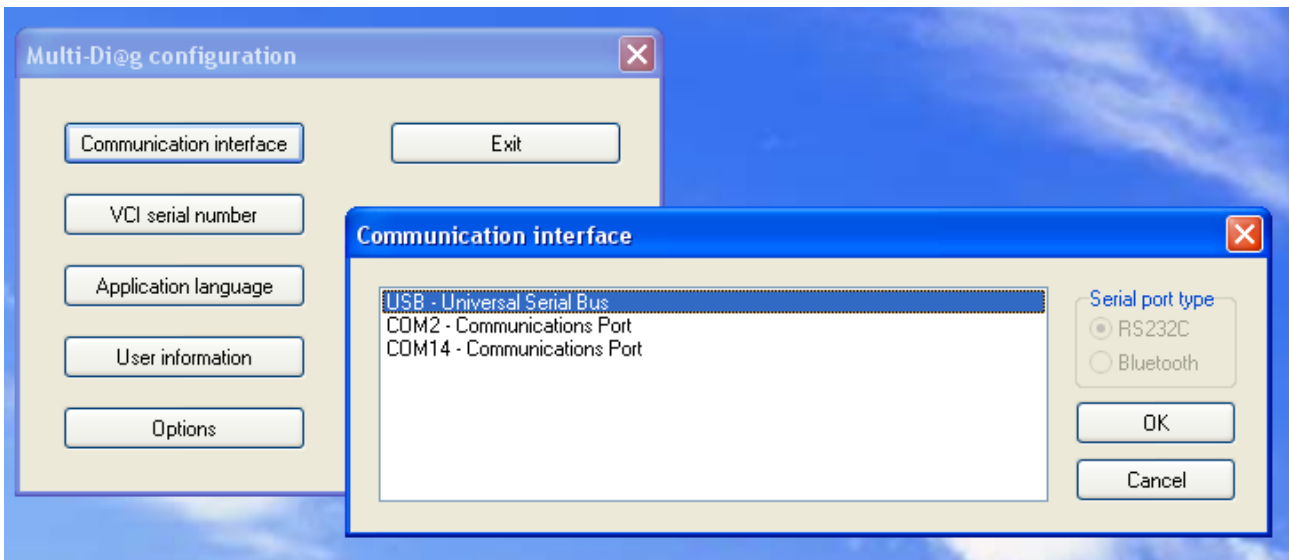 Multi-Di@g configuration
Communication interface
Exit
VCI serial number
Application language
User information
Options
Communication interface
USB - Universal Serial Bus
COM2 - Communications Port
COM14 - Communications Port
Serial port type
RS232C
Bluetooth
OK
Cancel